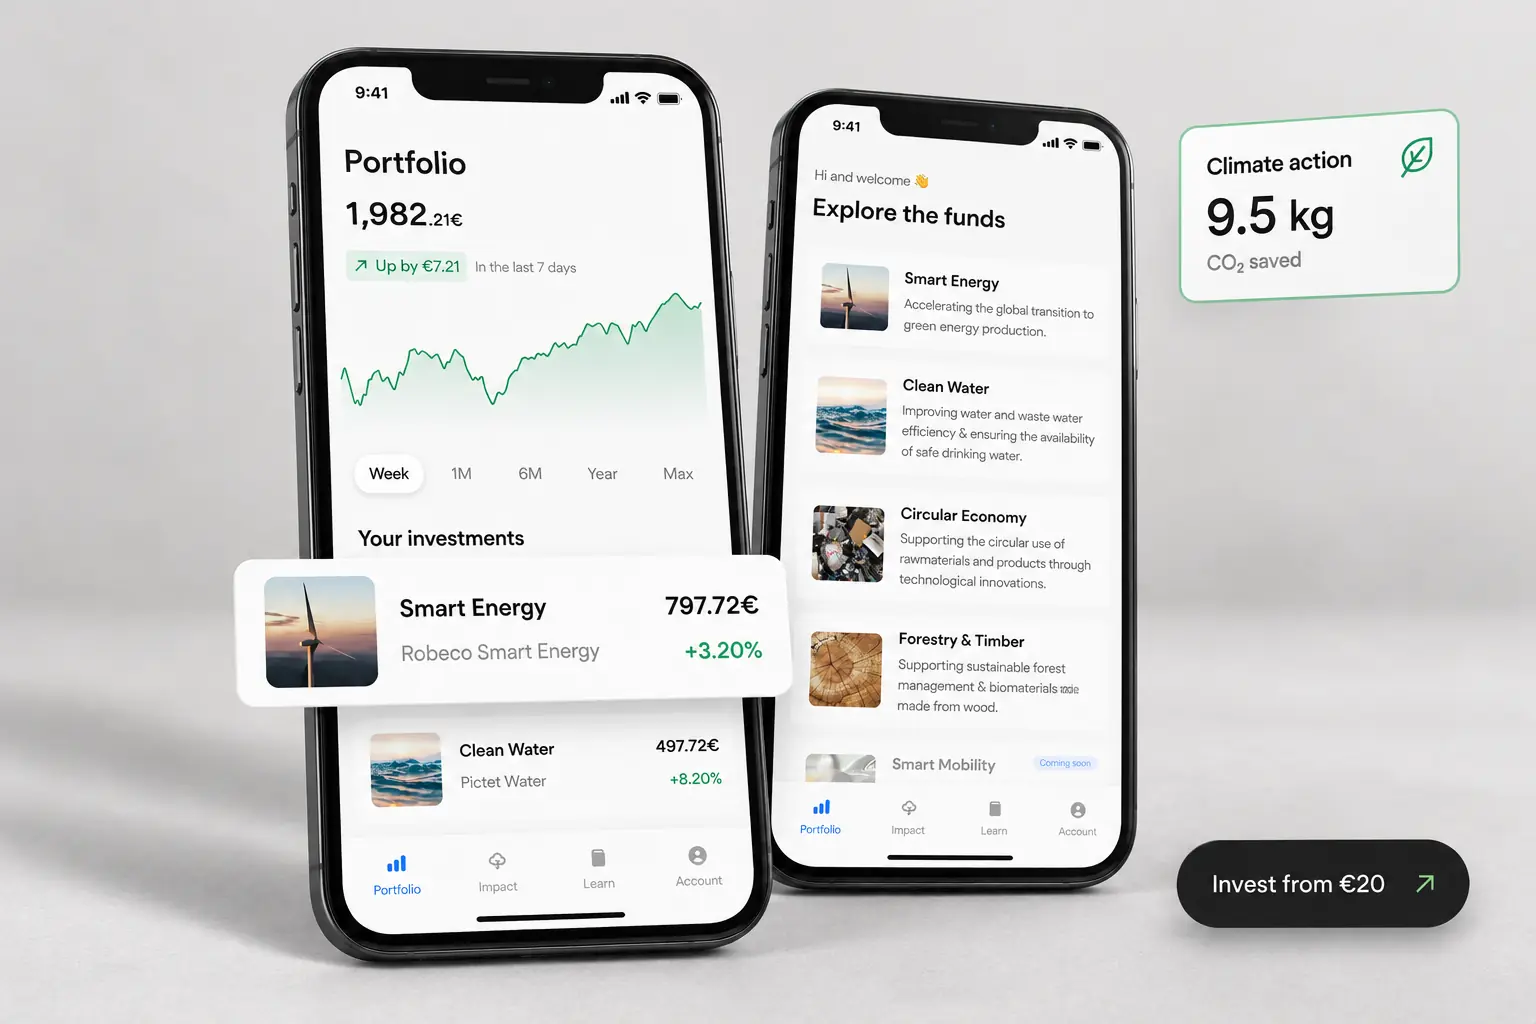 9:41
Portfolio
1,982.21€
Up by €7.21 In the last 7 days
Week 1M 6M Year Max
Your investments
Smart Energy 797.72€
Robeco Smart Energy +3.20%
Clean Water 497.72€
Pictet Water +8.20%
Portfolio Impact Learn Account
9:41
Hi and welcome 👋
Explore the funds
Smart Energy
Accelerating the global transition to
green energy production.
Clean Water
Improving water and waste water
efficiency & ensuring the availability
of safe drinking water.
Circular Economy
Supporting the circular use of
rawmaterials and products through
technological innovations.
Forestry & Timber
Supporting sustainable forest
management & biomaterials
made from wood.
Smart Mobility Coming soon
Portfolio Impact Learn Account
Climate action
9.5 kg
CO₂ saved
Invest from €20